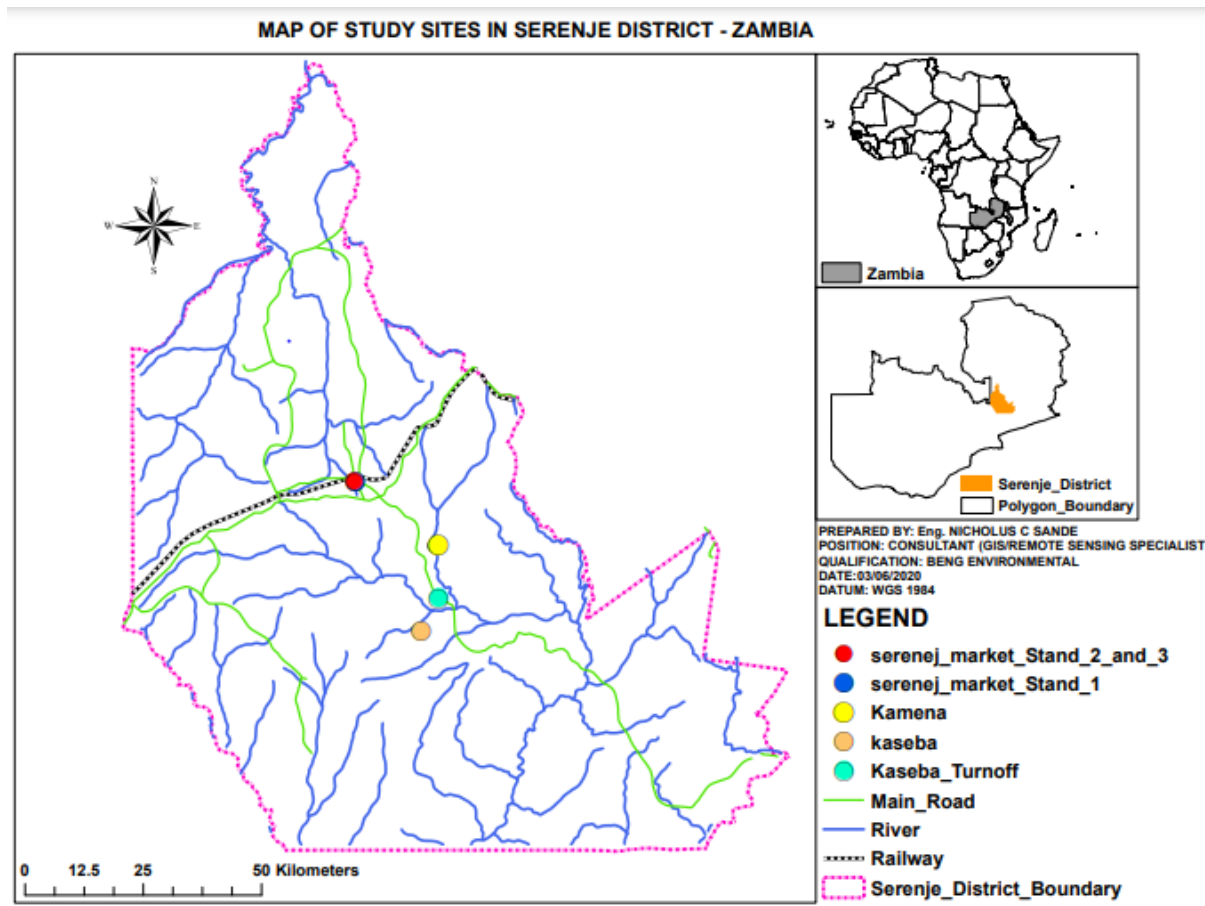 MAP OF STUDY SITES IN SERENJE DISTRICT - ZAMBIA
N
W
E
S
0 12.5 25 50 Kilometers
Zambia
Serenje_District
Polygon_Boundary
PREPARED BY: Eng. NICHOLUS C SANDE
POSITION: CONSULTANT (GIS/REMOTE SENSING SPECIALIST
QUALIFICATION: BENG ENVIRONMENTAL
DATE:03/06/2020
DATUM: WGS 1984
LEGEND
serenej_market_Stand_2_and_3
serenej_market_Stand_1
Kamena
kaseba
Kaseba_Turnoff
Main_Road
River
Railway
Serenje_District_Boundary